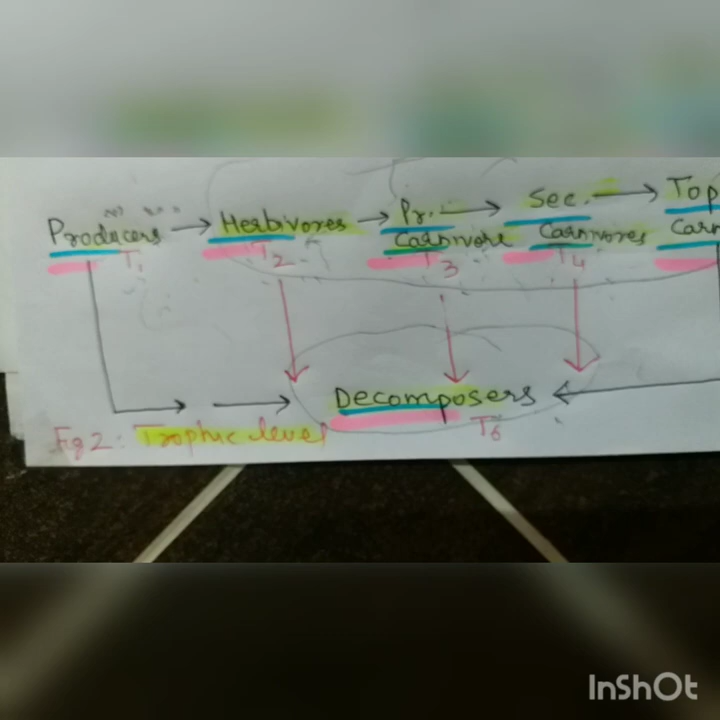 Producers → Herbivores → Pr. → Sec. → Top
Carnivore Carnivores Carn
T1 T2 T3 T4
Decomposers
T6
Fig 2: Trophic level
InShOt